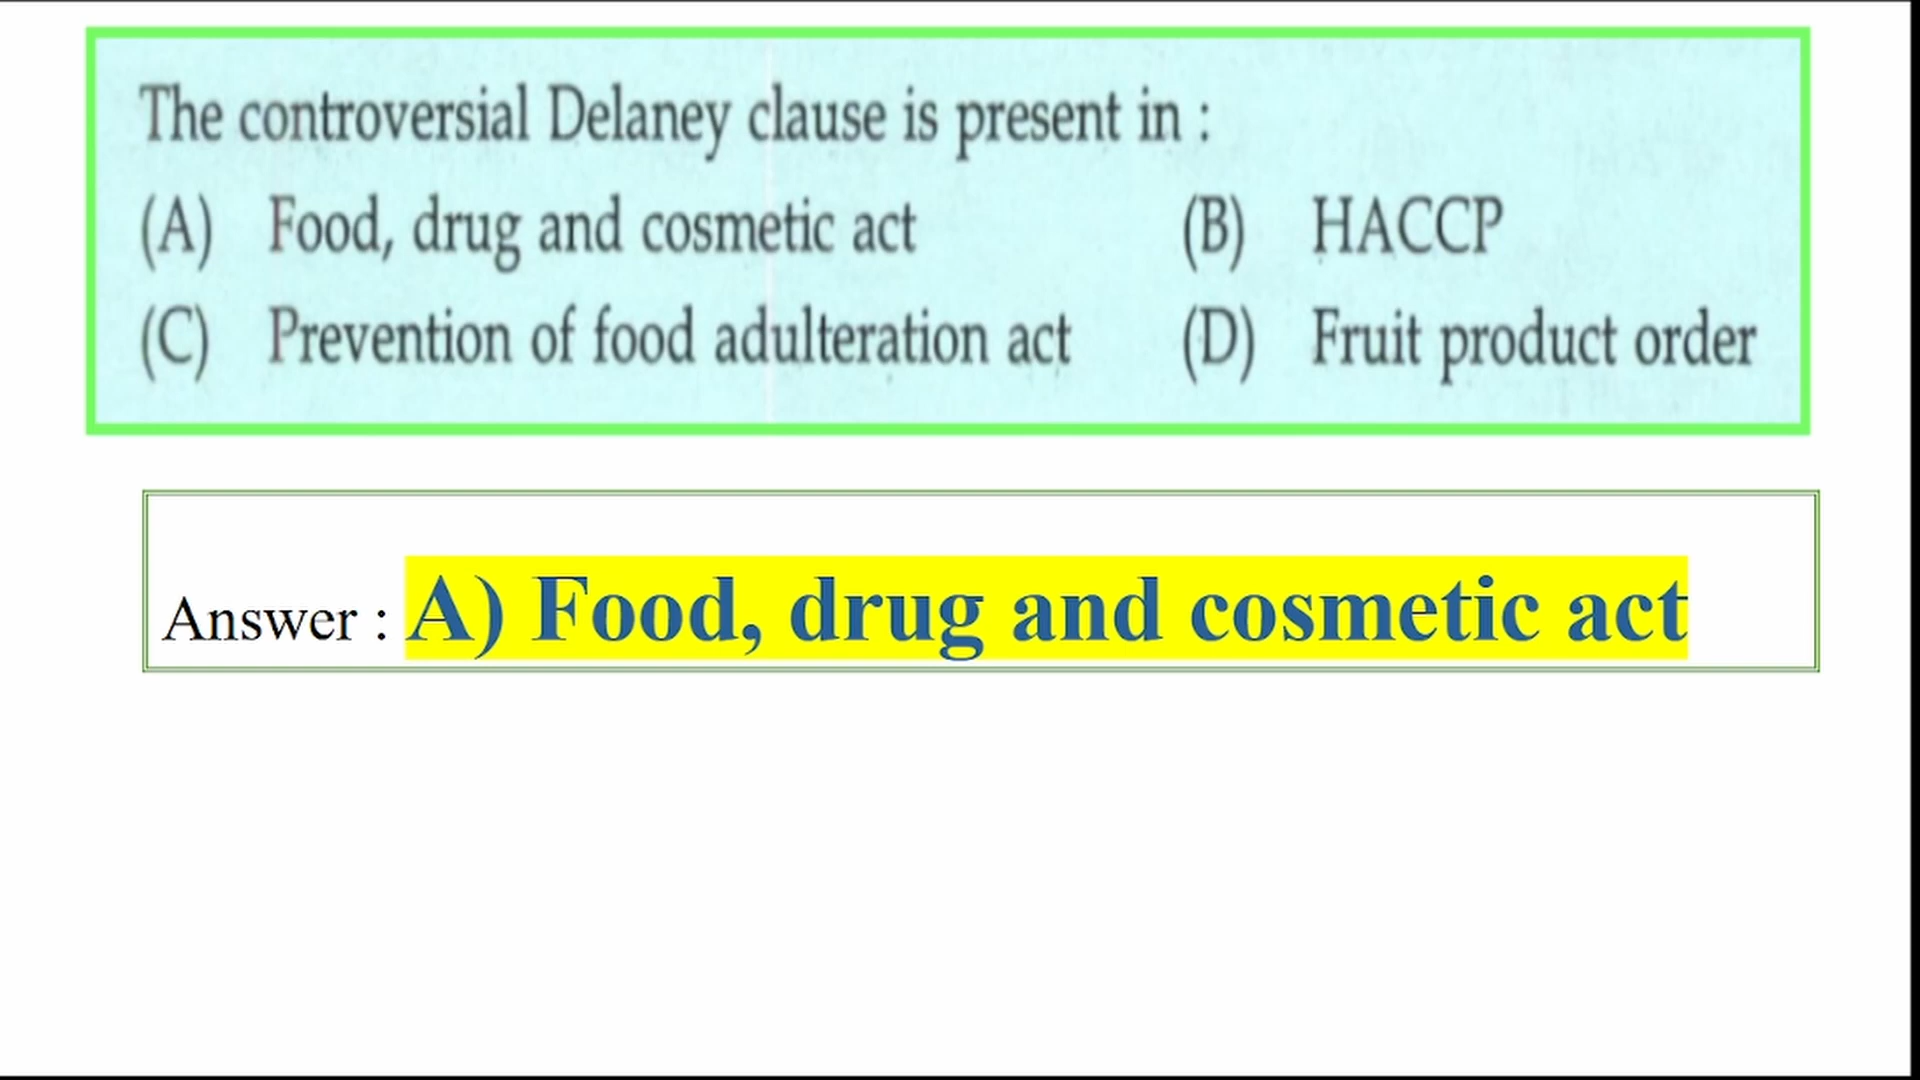 The controversial Delaney clause is present in :
(A) Food, drug and cosmetic act (B) HACCP
(C) Prevention of food adulteration act (D) Fruit product order
Answer : A) Food, drug and cosmetic act